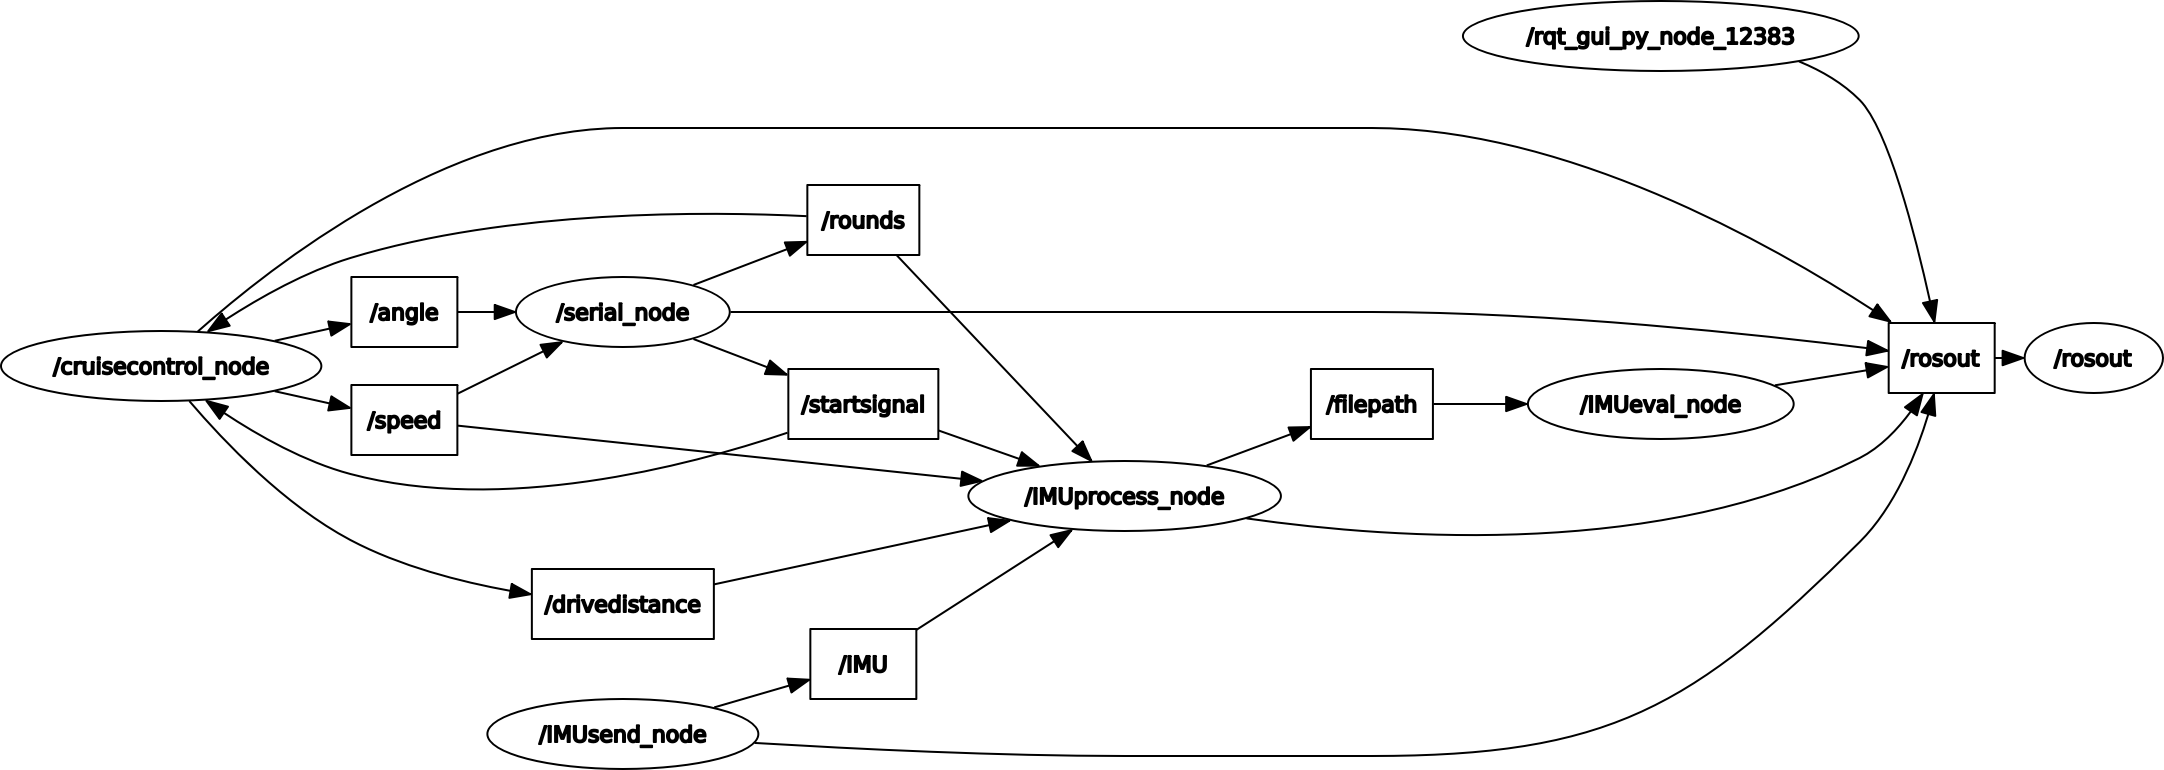 /rqt_gui_py_node_12383
/rounds
/angle
/serial_node
/cruisecontrol_node
/rosout
/rosout
/speed
/startsignal
/filepath
/IMUeval_node
/IMUprocess_node
/drivedistance
/IMU
/IMUsend_node